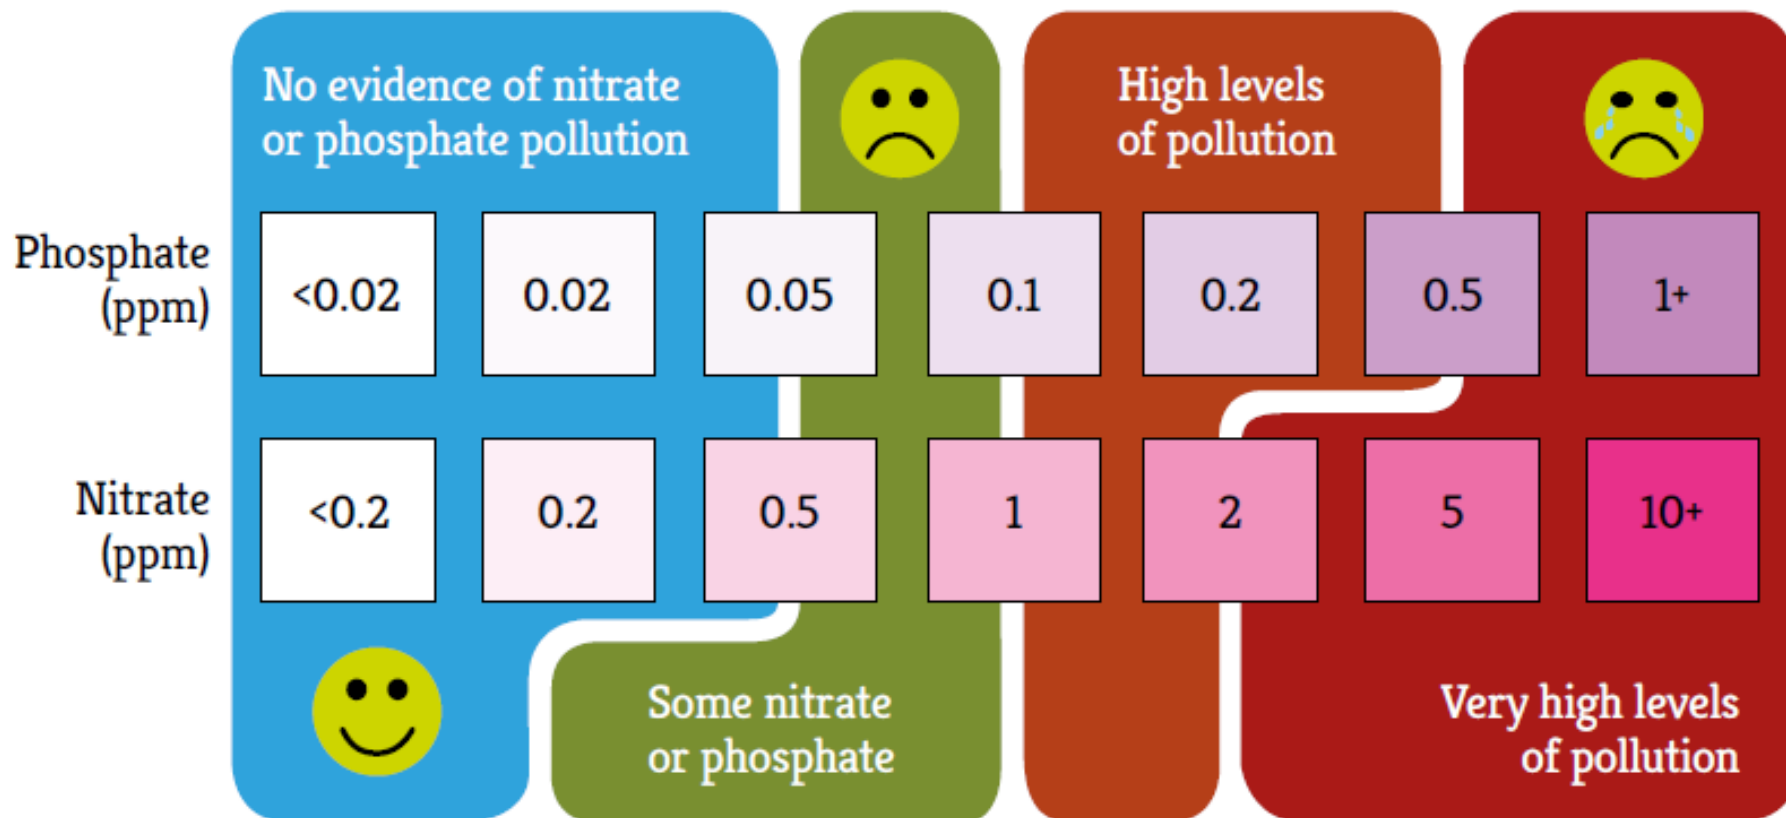 No evidence of nitrate
or phosphate pollution
High levels
of pollution
Phosphate
(ppm)
<0.02
0.02
0.05
0.1
0.2
0.5
1+
Nitrate
(ppm)
<0.2
0.2
0.5
1
2
5
10+
Some nitrate
or phosphate
Very high levels
of pollution